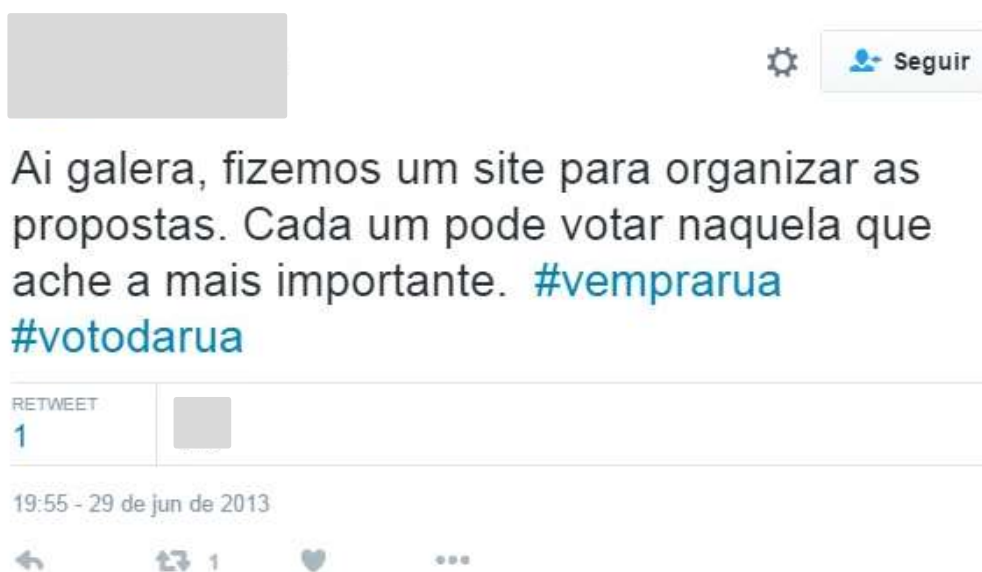 Seguir
Ai galera, fizemos um site para organizar as
propostas. Cada um pode votar naquela que
ache a mais importante. #vemprarua
#votodarua
RETWEET
1
19:55 - 29 de jun de 2013
1